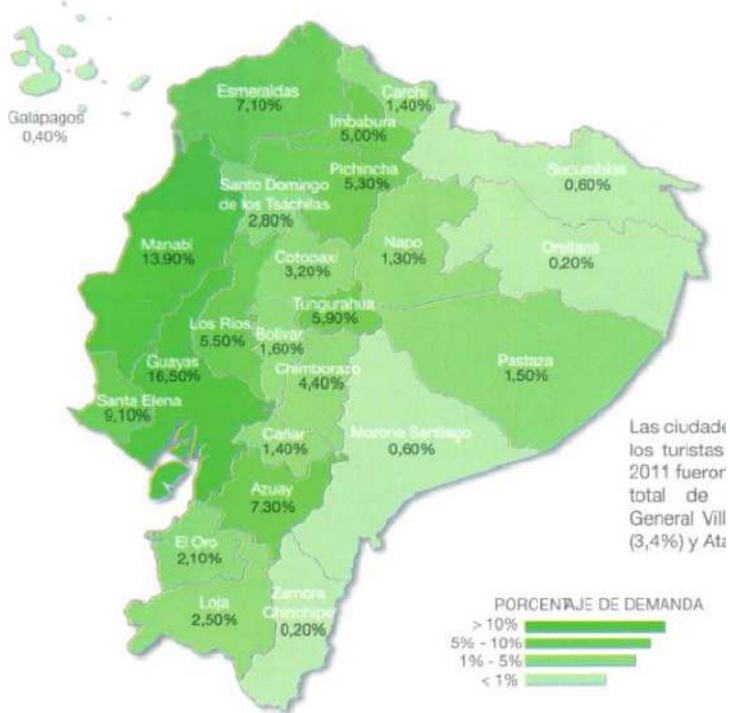 Galápagos
0,40%
Esmeraldas
7,10%
Carchi
1,40%
Imbabura
5,00%
Pichincha
5,30%
Sucumbíos
0,60%
Santo Domingo
de los Tsáchilas
2,80%
Manabí
13.90%
Cotopaxi
3,20%
Napo
1,30%
Orellana
0,20%
Tungurahua
5,90%
Los Ríos
5.50%
Bolívar
1,60%
Guayas
16,50%
Chimborazo
4,40%
Pastaza
1,50%
Santa Elena
9,10%
Cañar
1,40%
Morona Santiago
0,60%
Azuay
7.30%
El Oro
2,10%
Loja
2,50%
Zamora
Chinchipe
0,20%
Las ciudade
los turistas
2011 fueron
total de
General Vill
(3,4%) y Ata
PORCENTAJE DE DEMANDA
> 10%
5% - 10%
1% - 5%
< 1%